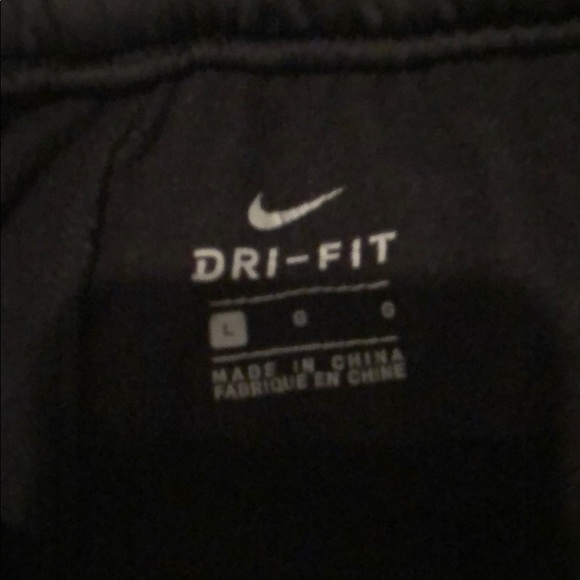 DRI-FIT
L G G
MADE IN CHINA
FABRIQUE EN CHINE